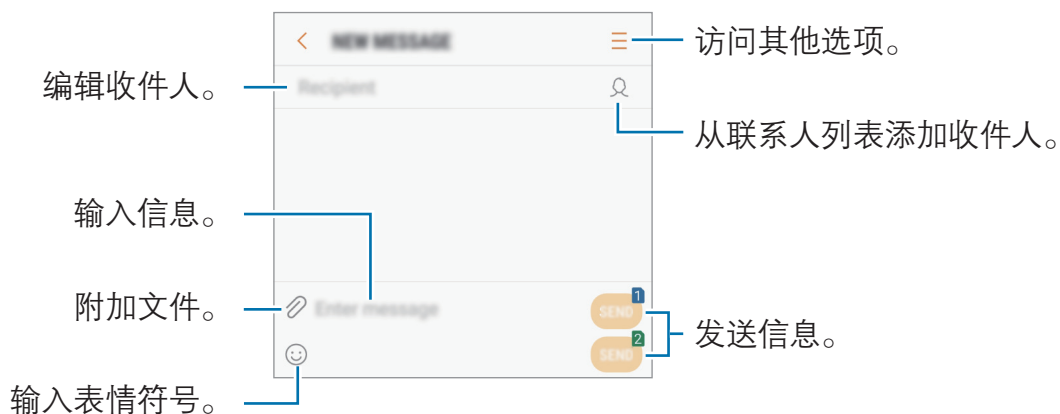 NEW MESSAGE
访问其他选项。
编辑收件人。
Recipient
从联系人列表添加收件人。
输入信息。
附加文件。
Enter message
SEND
1
发送信息。
SEND
2
输入表情符号。